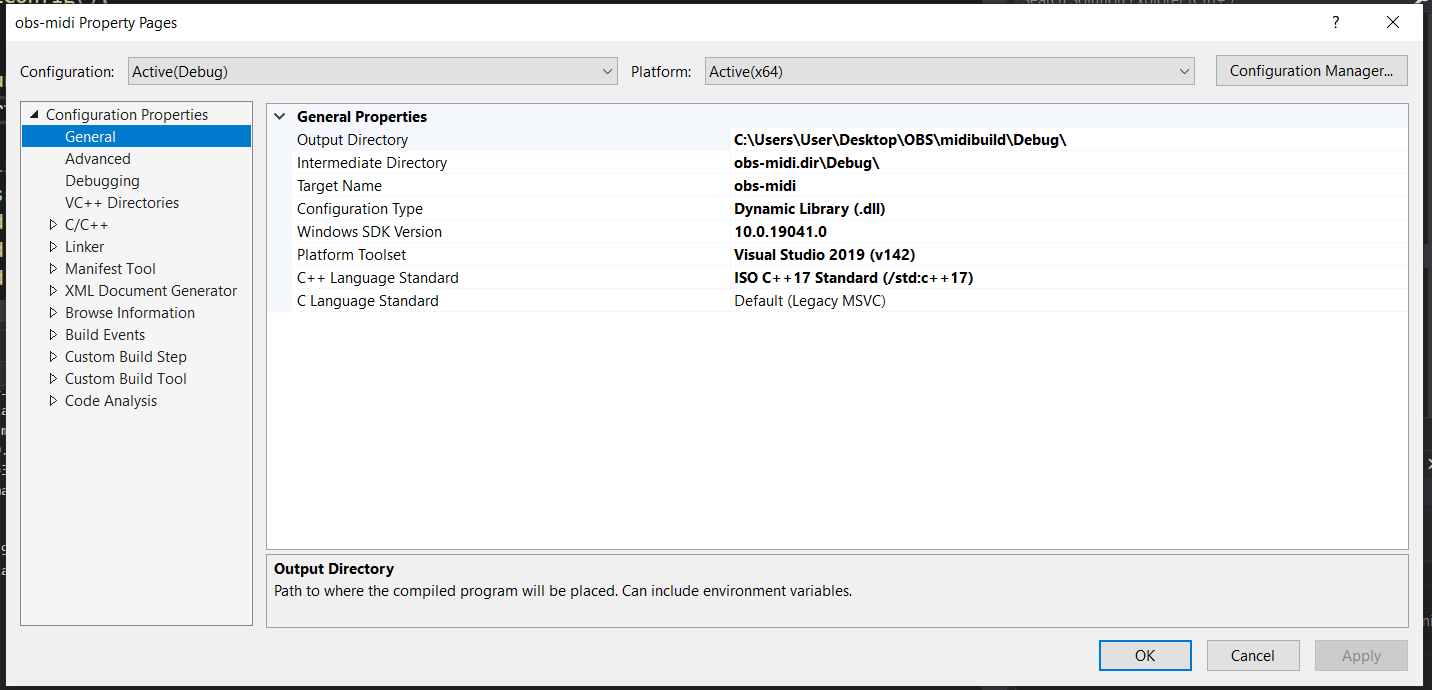 obs-midi Property Pages
?
Configuration: Active(Debug) Platform: Active(x64) Configuration Manager...
Configuration Properties
General
Advanced
Debugging
VC++ Directories
C/C++
Linker
Manifest Tool
XML Document Generator
Browse Information
Build Events
Custom Build Step
Custom Build Tool
Code Analysis
General Properties
Output Directory C:\Users\User\Desktop\OBS\midibuild\Debug\
Intermediate Directory obs-midi.dir\Debug\
Target Name obs-midi
Configuration Type Dynamic Library (.dll)
Windows SDK Version 10.0.19041.0
Platform Toolset Visual Studio 2019 (v142)
C++ Language Standard ISO C++17 Standard (/std:c++17)
C Language Standard Default (Legacy MSVC)
Output Directory
Path to where the compiled program will be placed. Can include environment variables.
OK Cancel Apply